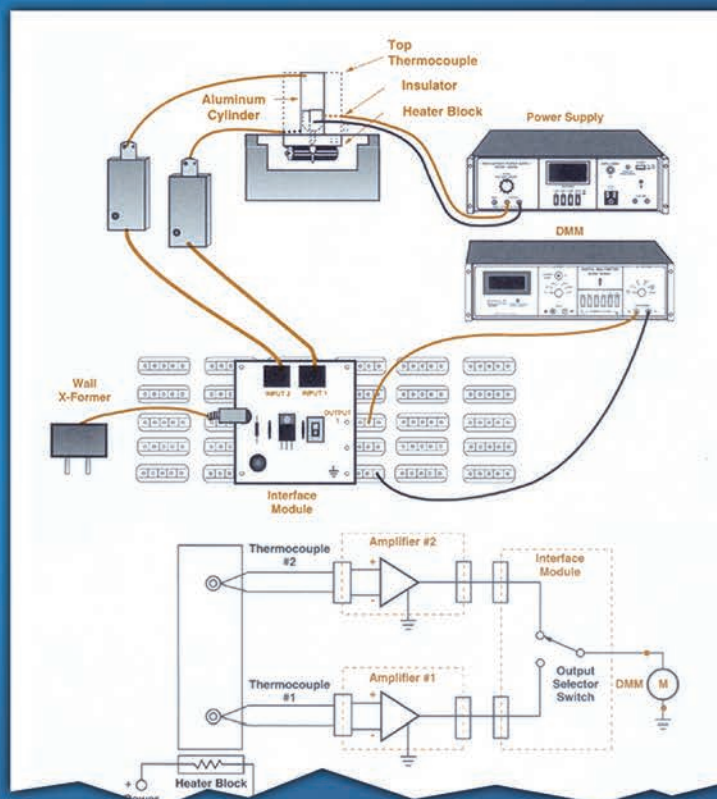 Top
Thermocouple
Insulator
Heater Block
Aluminum
Cylinder
Power Supply
DMM
Wall
X-Former
INPUT 2
INPUT 1
OUTPUT
1
Interface
Module
Thermocouple
#2
Amplifier #2
+
-
Interface
Module
Thermocouple
#1
Amplifier #1
+
-
Output
Selector
Switch
DMM
M
+
Heater Block